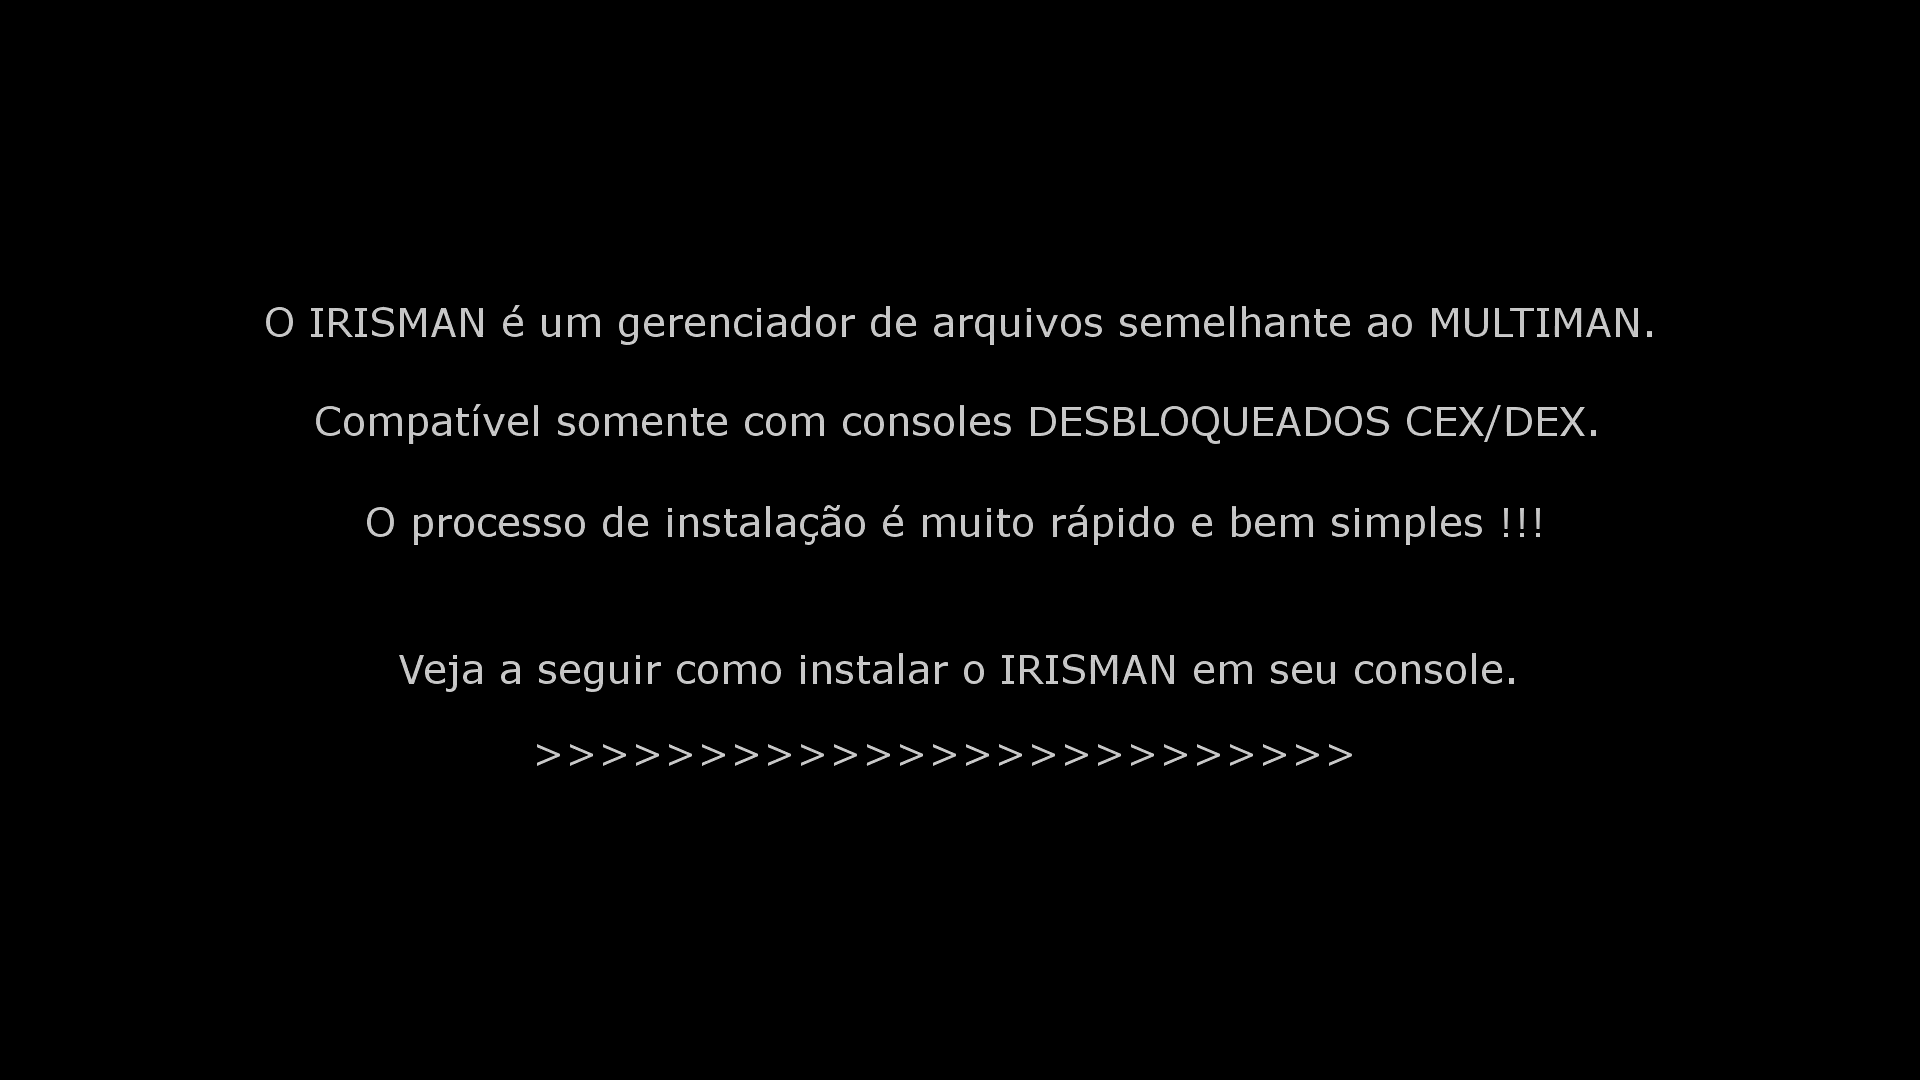 O IRISMAN é um gerenciador de arquivos semelhante ao MULTIMAN.
Compatível somente com consoles DESBLOQUEADOS CEX/DEX.
O processo de instalação é muito rápido e bem simples !!!
Veja a seguir como instalar o IRISMAN em seu console.
>>>>>>>>>>>>>>>>>>>>>>>>>